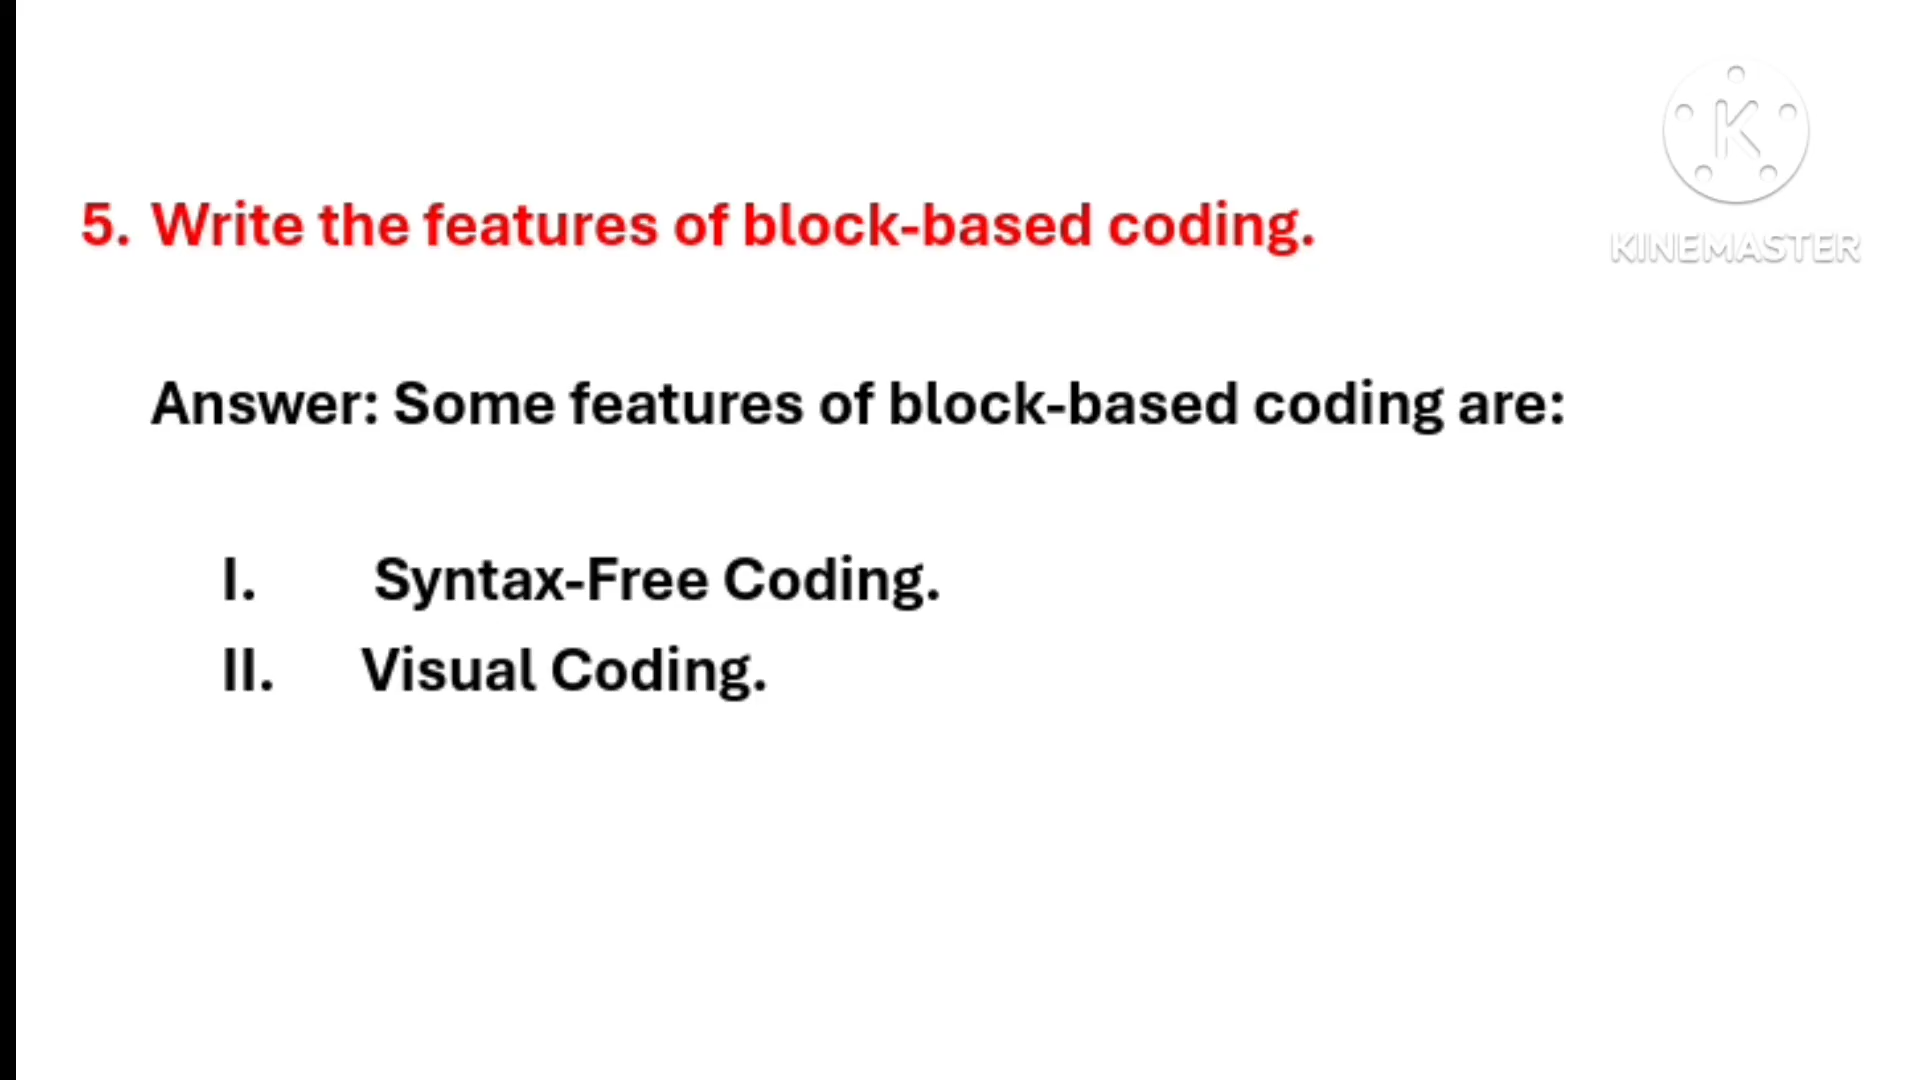 K
KINEMASTER
5. Write the features of block-based coding.
Answer: Some features of block-based coding are:
I. Syntax-Free Coding.
II. Visual Coding.